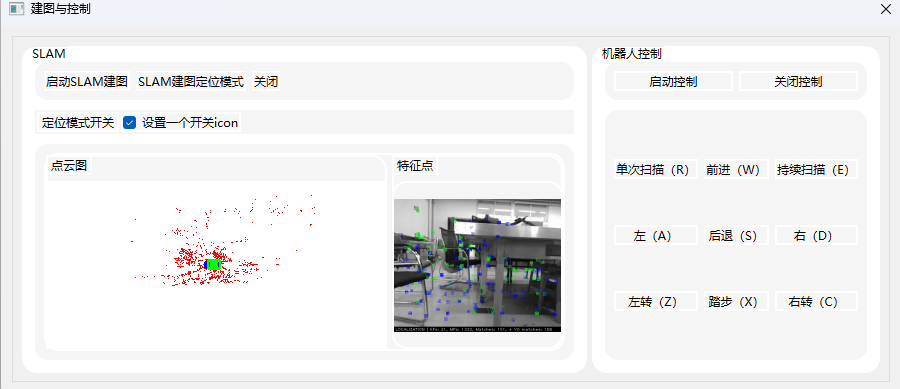 建图与控制
SLAM
启动SLAM建图 SLAM建图定位模式 关闭
定位模式开关 设置一个开关icon
点云图
特征点
机器人控制
启动控制 关闭控制
单次扫描（R） 前进（W） 持续扫描（E）
左（A） 后退（S） 右（D）
左转（Z） 踏步（X） 右转（C）